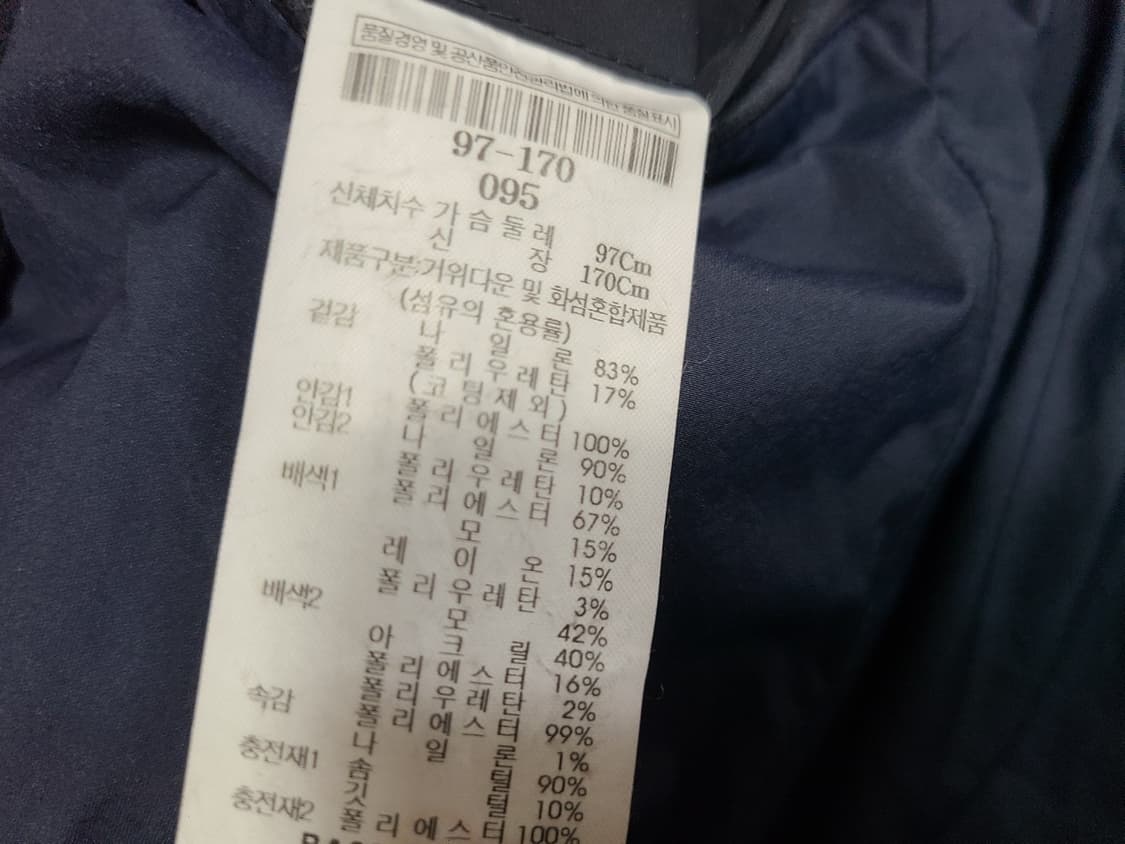 품질경영 및 공산품안전관리법에 의한 품질표시
97-170
095
신체치수 가 슴 둘 레 97Cm
신 장 170Cm
제품구분:거위다운 및 화섬혼합제품
(섬유의 혼용률)
겉감 나 일 론 83%
폴 리 우 레 탄 17%
(코 팅 제 외)
안감1 폴 리 에 스 터 100%
안감2 나 일 론 90%
폴 리 우 레 탄 10%
배색1 폴 리 에 스 터 67%
모 15%
레 이 온 15%
폴 리 우 레 탄 3%
배색2 모 42%
아 크 릴 40%
폴 리 에 스 터 16%
폴 리 우 레 탄 2%
속감 폴 리 에 스 터 99%
나 일 론 1%
충전재1 솜 털 90%
깃 털 10%
충전재2 폴 리 에 스 터 100%